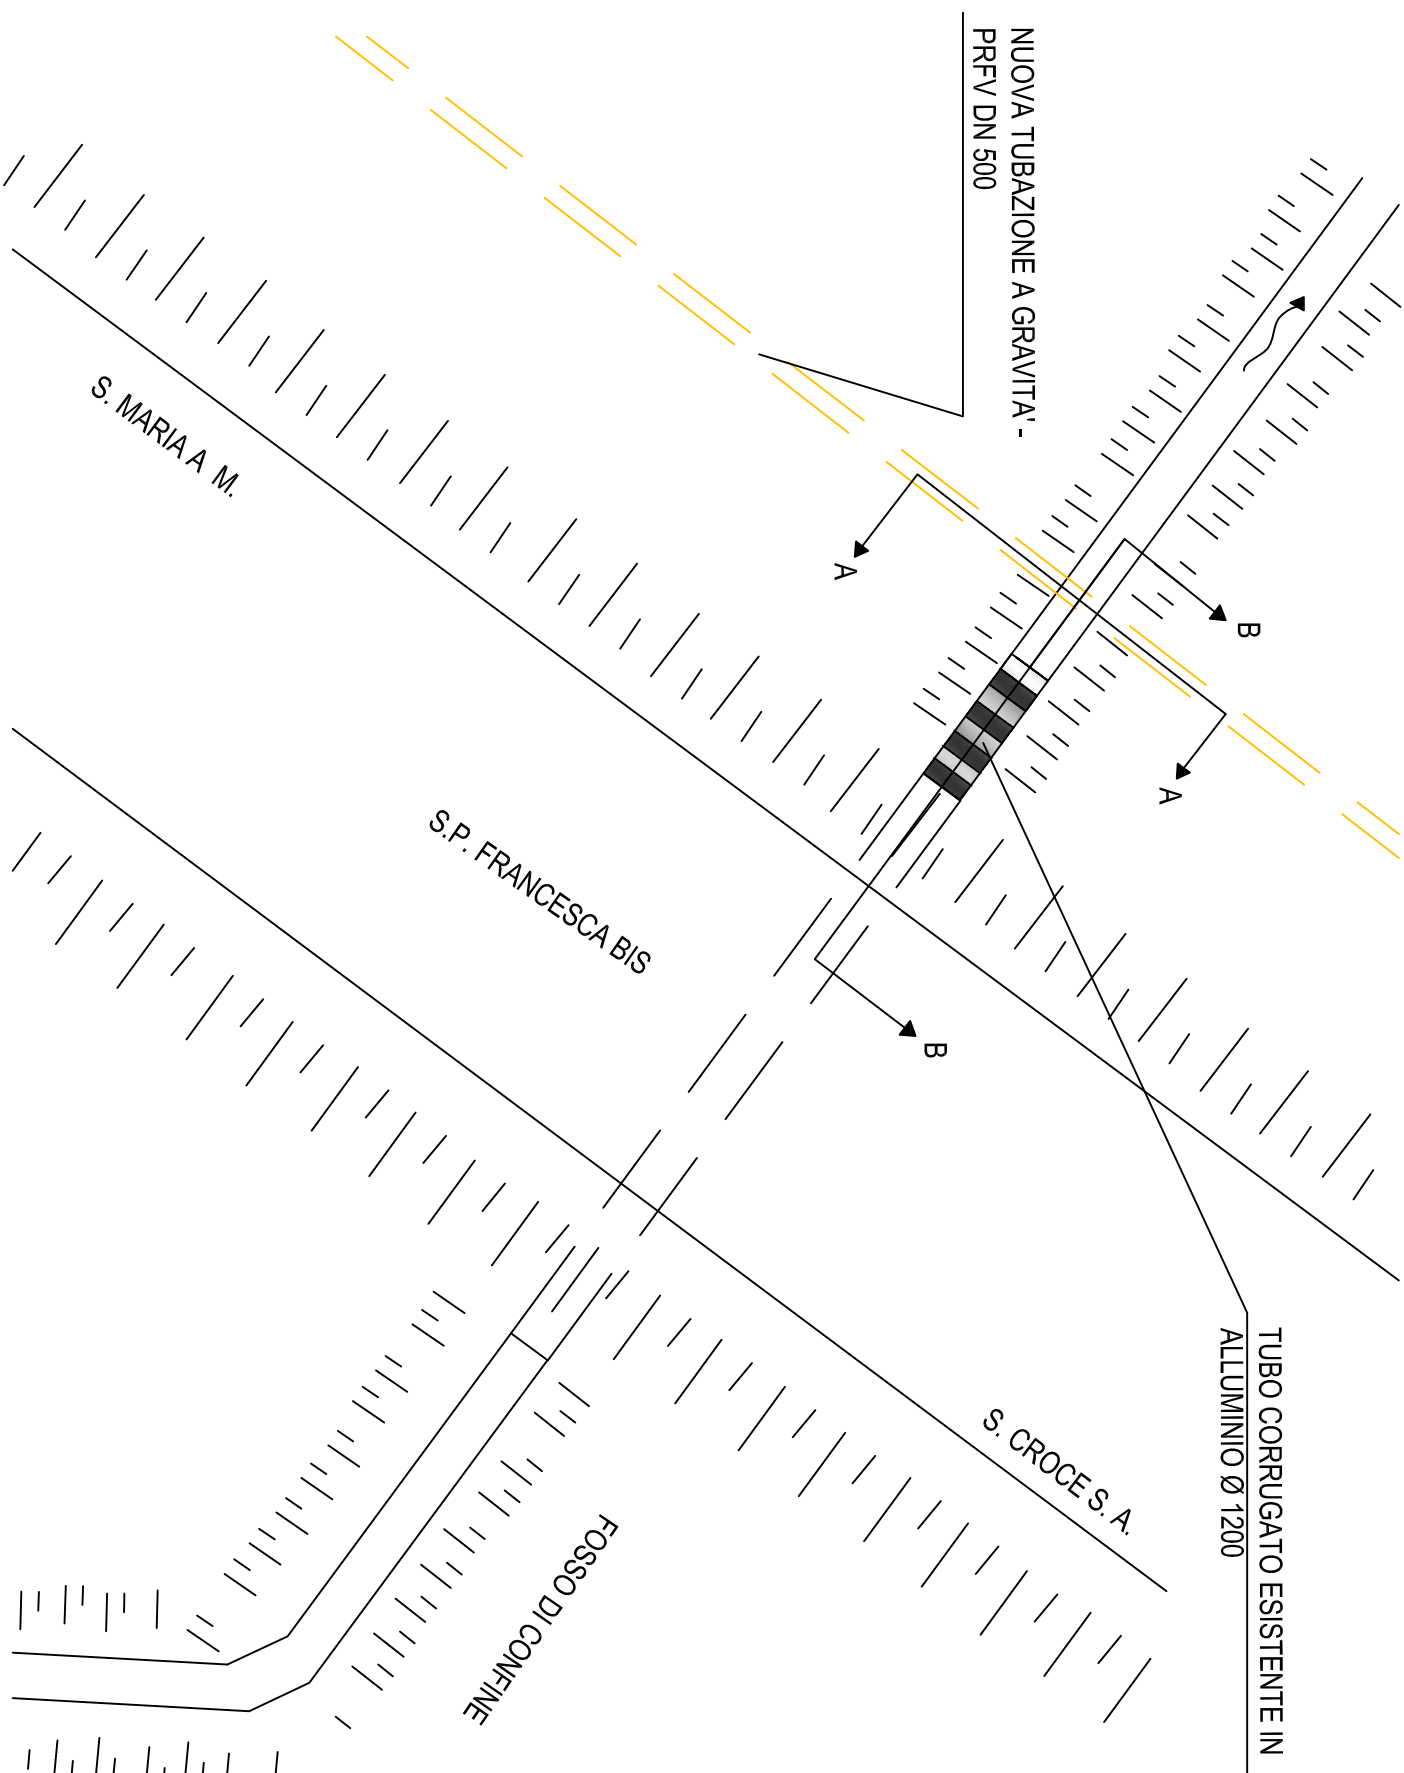 NUOVA TUBAZIONE A GRAVITA' -
PRFV DN 500
S. MARIA A M.
A
B
A
S.P. FRANCESCA BIS
B
TUBO CORRUGATO ESISTENTE IN
ALLUMINIO Ø 1200
S. CROCE S. A.
FOSSO DI CONFINE